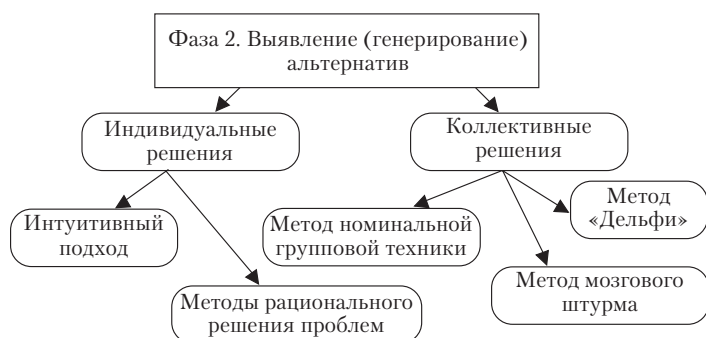 Фаза 2. Выявление (генерирование)
альтернатив
Индивидуальные
решения
Коллективные
решения
Интуитивный
подход
Метод номинальной
групповой техники
Метод
«Дельфи»
Методы рационального
решения проблем
Метод мозгового
штурма